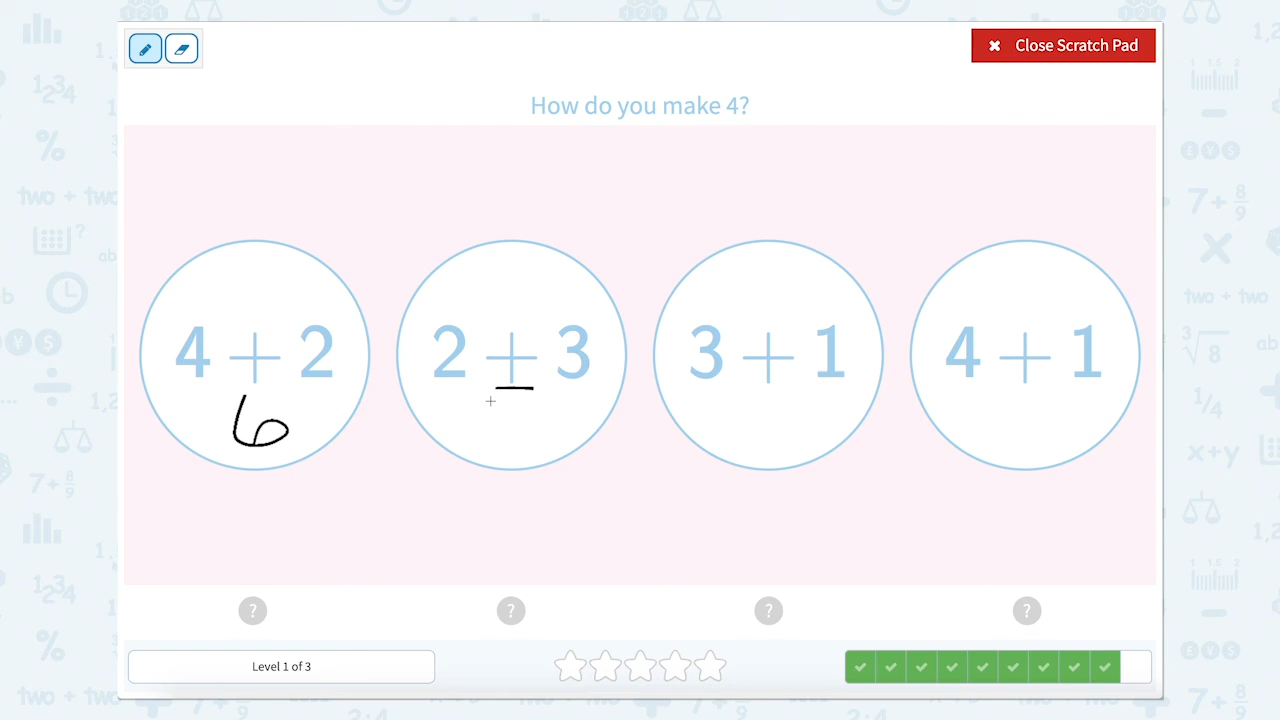 Close Scratch Pad
How do you make 4?
4 + 2
2 + 3
3 + 1
4 + 1
6
? ? ? ?
Level 1 of 3